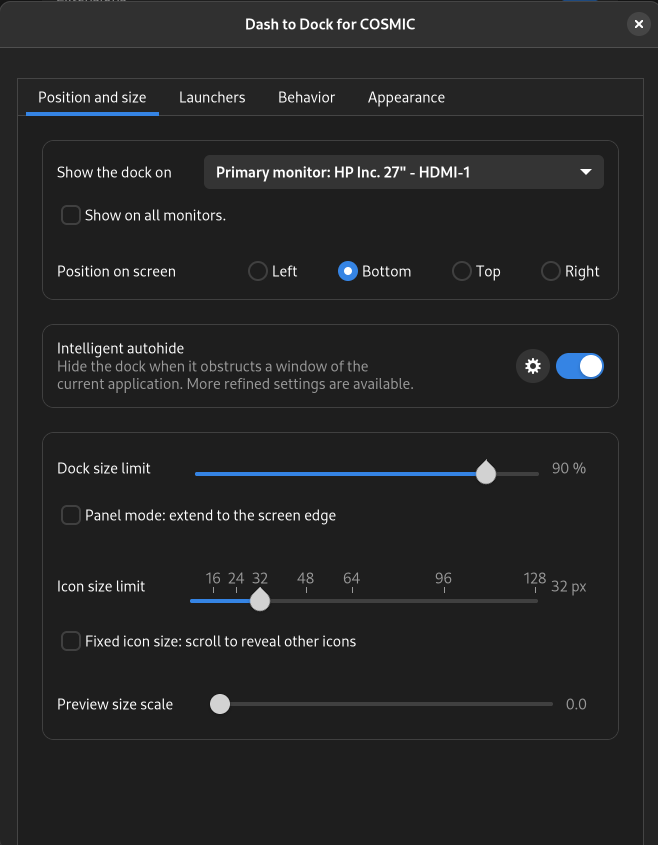 Dash to Dock for COSMIC
Position and size Launchers Behavior Appearance
Show the dock on Primary monitor: HP Inc. 27" - HDMI-1
Show on all monitors.
Position on screen Left Bottom Top Right
Intelligent autohide
Hide the dock when it obstructs a window of the
current application. More refined settings are available.
Dock size limit 90 %
Panel mode: extend to the screen edge
16 24 32 48 64 96 128
Icon size limit 32 px
Fixed icon size: scroll to reveal other icons
Preview size scale 0.0